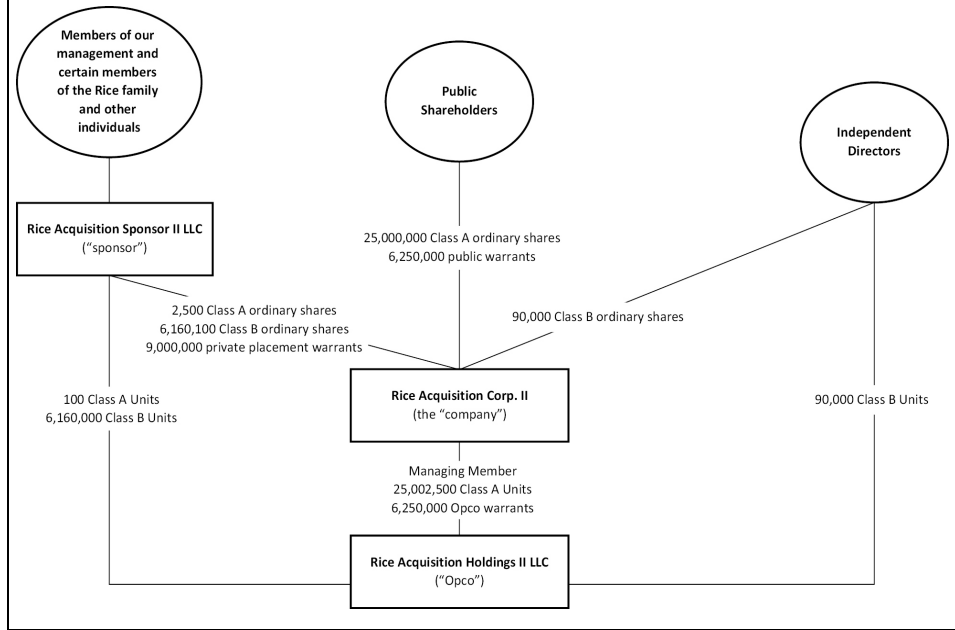 Members of our
management and
certain members
of the Rice family
and other
individuals
Public
Shareholders
Independent
Directors
Rice Acquisition Sponsor II LLC
(“sponsor”)
25,000,000 Class A ordinary shares
6,250,000 public warrants
2,500 Class A ordinary shares
6,160,100 Class B ordinary shares
9,000,000 private placement warrants
90,000 Class B ordinary shares
Rice Acquisition Corp. II
(the “company”)
100 Class A Units
6,160,000 Class B Units
90,000 Class B Units
Managing Member
25,002,500 Class A Units
6,250,000 Opco warrants
Rice Acquisition Holdings II LLC
(“Opco”)